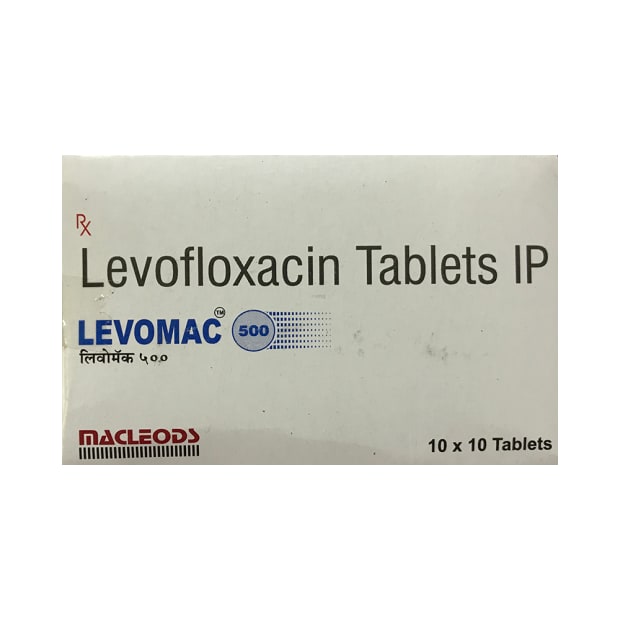 Rx
Levofloxacin Tablets IP
LEVOMAC™ 500
लिवोमॅक ५००
MACLEODS
10 x 10 Tablets